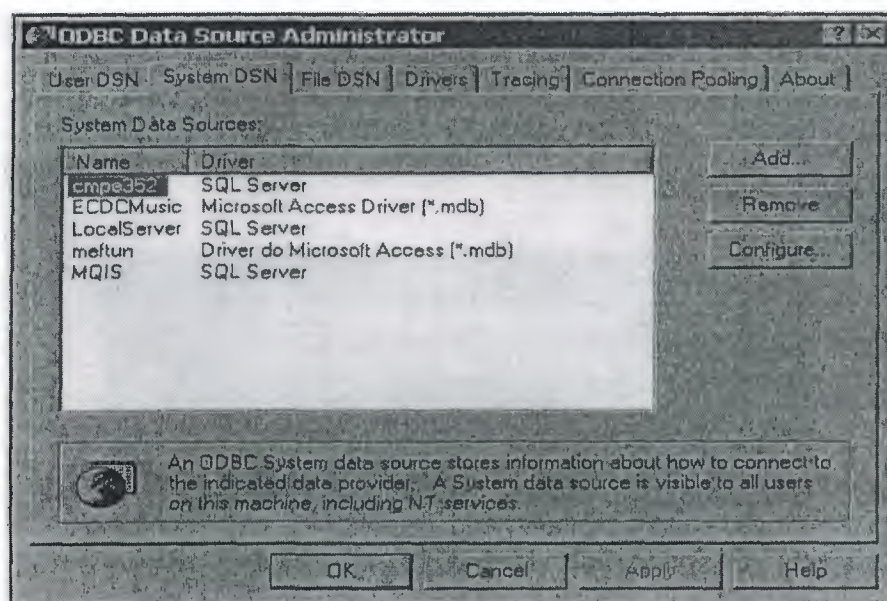 ODBC Data Source Administrator
User DSN System DSN File DSN Drivers Tracing Connection Pooling About
System Data Sources:
Name Driver
cmpe352 SQL Server
ECDCMusic Microsoft Access Driver (*.mdb)
LocalServer SQL Server
meftun Driver do Microsoft Access (*.mdb)
MQIS SQL Server
Add...
Remove
Configure...
An ODBC System data source stores information about how to connect to
the indicated data provider. A System data source is visible to all users
on this machine, including NT services.
OK Cancel Apply Help